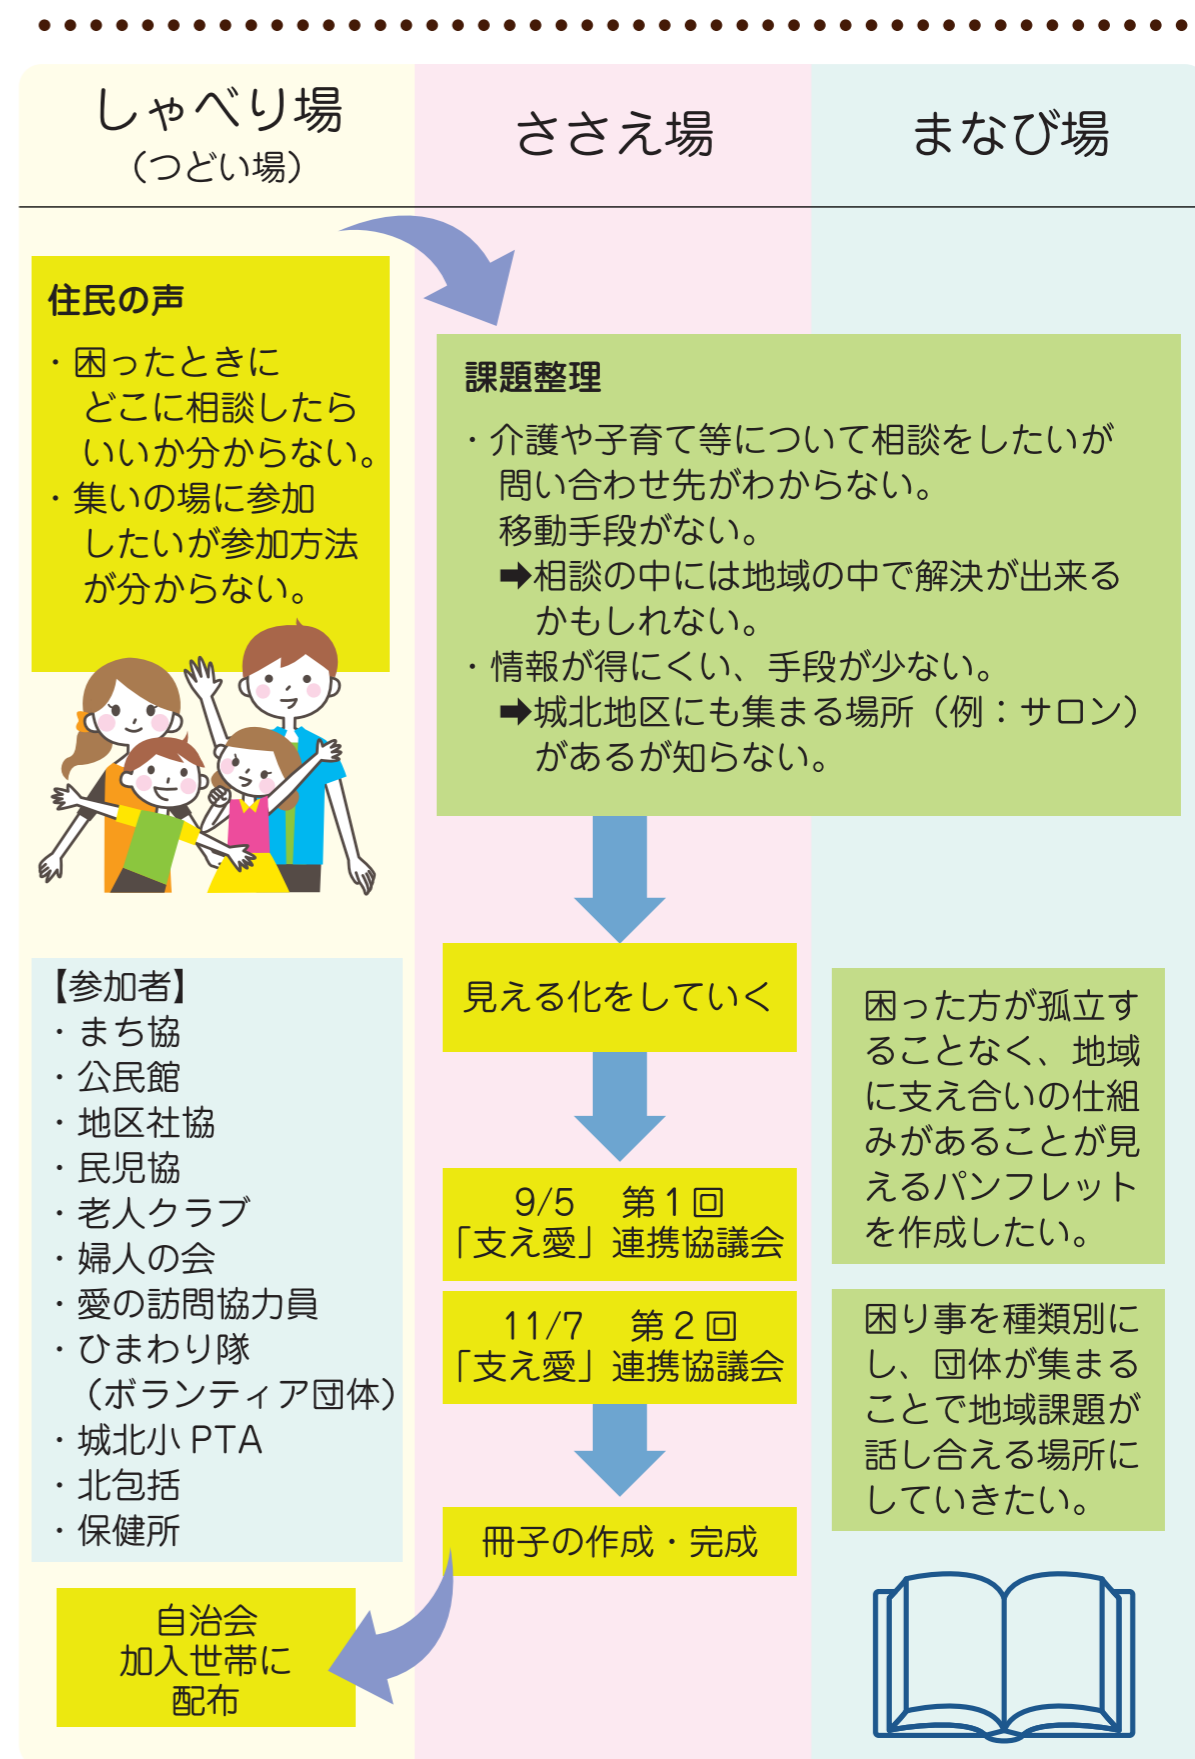 しゃべり場
（つどい場）
ささえ場
まなび場
住民の声
・困ったときに
どこに相談したら
いいか分からない。
・集いの場に参加
したいが参加方法
が分からない。
課題整理
・介護や子育て等について相談をしたいが
問い合わせ先がわからない。
移動手段がない。
➡相談の中には地域の中で解決が出来る
かもしれない。
・情報が得にくい、手段が少ない。
➡城北地区にも集まる場所（例：サロン）
があるが知らない。
【参加者】
・まち協
・公民館
・地区社協
・民児協
・老人クラブ
・婦人の会
・愛の訪問協力員
・ひまわり隊
（ボランティア団体）
・城北小 PTA
・北包括
・保健所
見える化をしていく
9/5　第１回
「支え愛」連携協議会
11/7　第２回
「支え愛」連携協議会
冊子の作成・完成
自治会
加入世帯に
配布
困った方が孤立す
ることなく、地域
に支え合いの仕組
みがあることが見
えるパンフレット
を作成したい。
困り事を種類別に
し、団体が集まる
ことで地域課題が
話し合える場所に
していきたい。